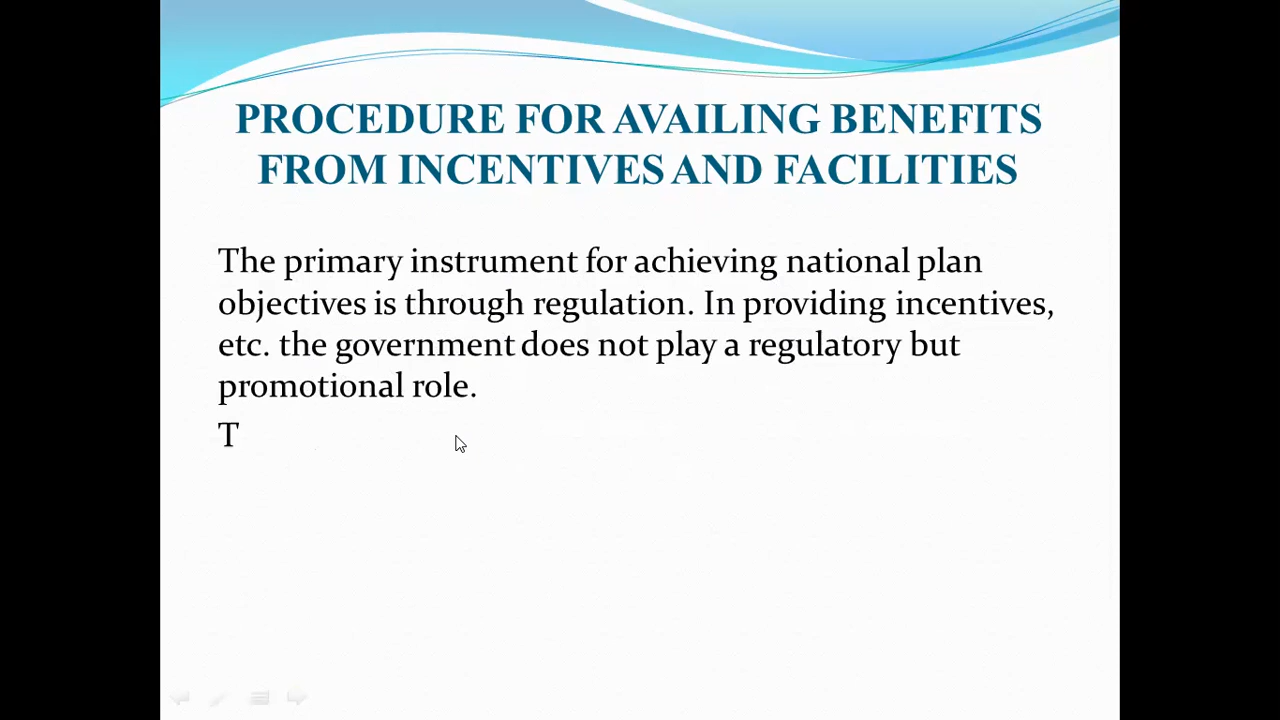 PROCEDURE FOR AVAILING BENEFITS
FROM INCENTIVES AND FACILITIES
The primary instrument for achieving national plan
objectives is through regulation. In providing incentives,
etc. the government does not play a regulatory but
promotional role.
T